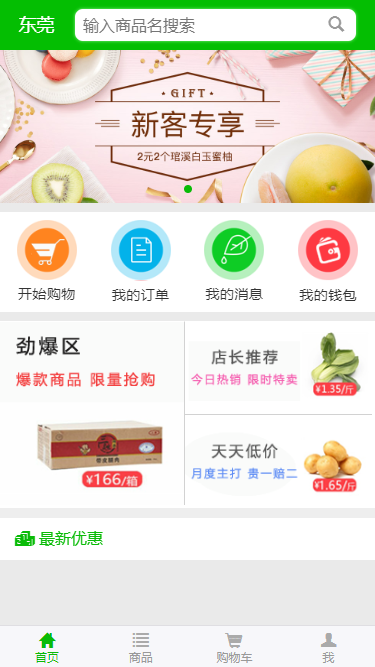 东莞
输入商品名搜索
GIFT
新客专享
2元2个琯溪白玉蜜柚
开始购物
我的订单
我的消息
我的钱包
劲爆区
爆款商品 限量抢购
¥166/箱
店长推荐
今日热销 限时特卖
¥1.35/斤
天天低价
月度主打 贵一赔二
¥1.65/斤
最新优惠
首页
商品
购物车
我